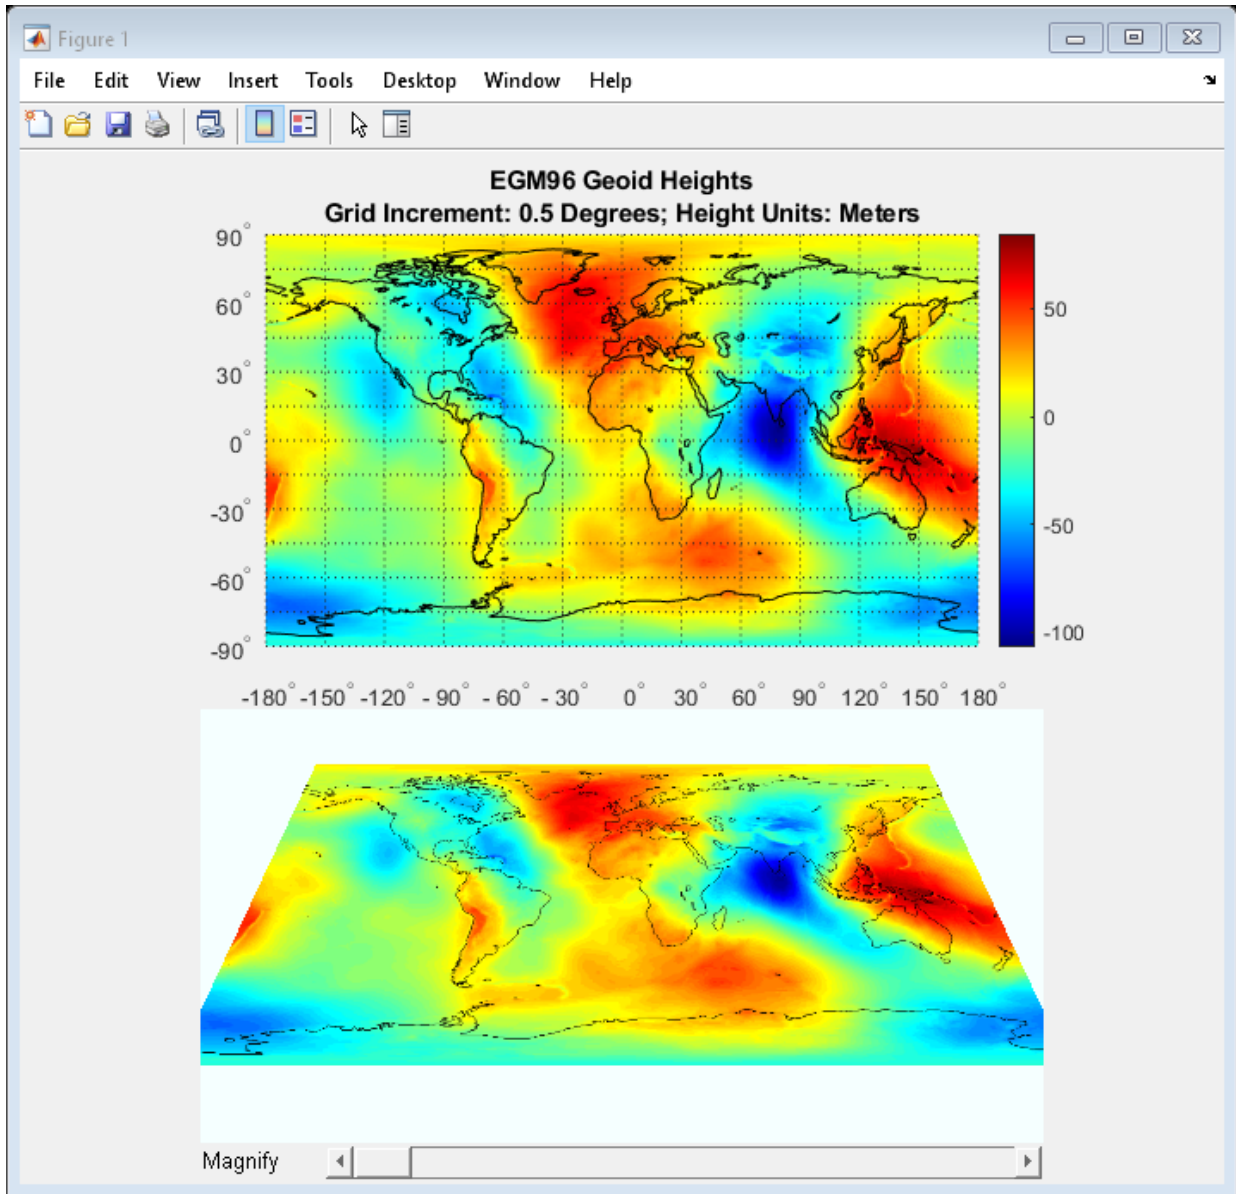 Figure 1
File Edit View Insert Tools Desktop Window Help
EGM96 Geoid Heights
Grid Increment: 0.5 Degrees; Height Units: Meters
90°
60°
30°
0°
-30°
-60°
-90°
50
0
-50
-100
-180° -150° -120° - 90° - 60° - 30° 0° 30° 60° 90° 120° 150° 180°
Magnify